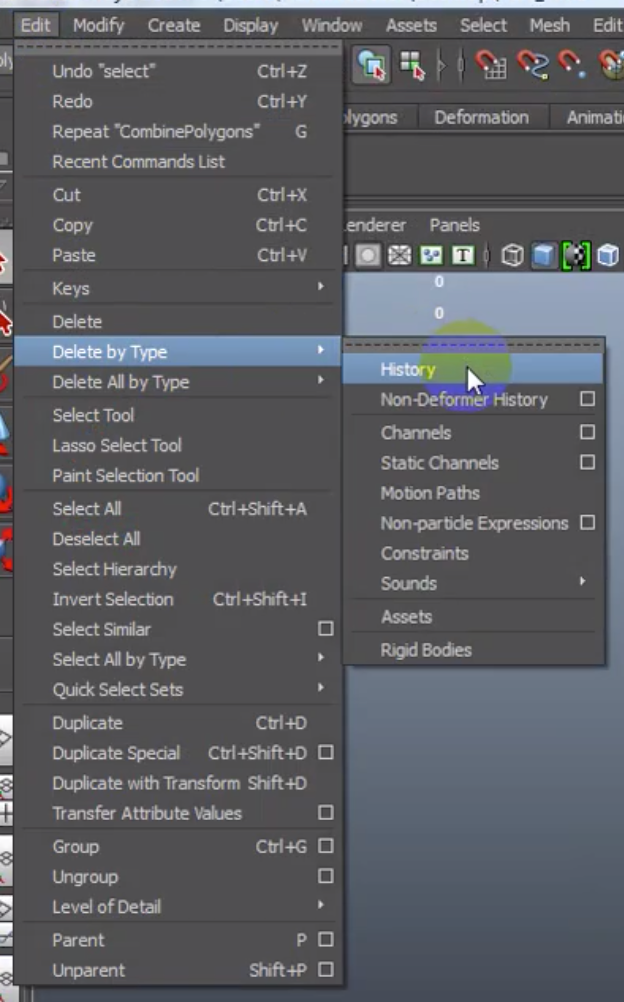 Edit Modify Create Display Window Assets Select Mesh Edit
Undo "select" Ctrl+Z
Redo Ctrl+Y
Repeat "CombinePolygons" G
Recent Commands List
Cut Ctrl+X
Copy Ctrl+C
Paste Ctrl+V
Keys
Delete
Delete by Type
Delete All by Type
Select Tool
Lasso Select Tool
Paint Selection Tool
Select All Ctrl+Shift+A
Deselect All
Select Hierarchy
Invert Selection Ctrl+Shift+I
Select Similar
Select All by Type
Quick Select Sets
Duplicate Ctrl+D
Duplicate Special Ctrl+Shift+D
Duplicate with Transform Shift+D
Transfer Attribute Values
Group Ctrl+G
Ungroup
Level of Detail
Parent P
Unparent Shift+P
lygons Deformation Animati
enderer Panels
T
0
0
History
Non-Deformer History
Channels
Static Channels
Motion Paths
Non-particle Expressions
Constraints
Sounds
Assets
Rigid Bodies